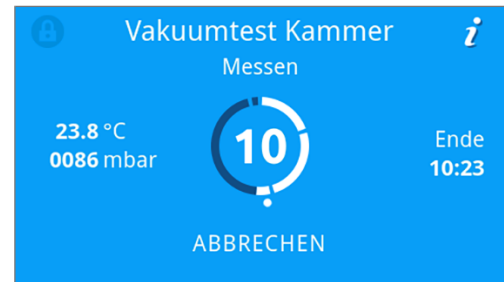 Vakuumtest Kammer
i
Messen
23.8 °C
0086 mbar
10
Ende
10:23
ABBRECHEN